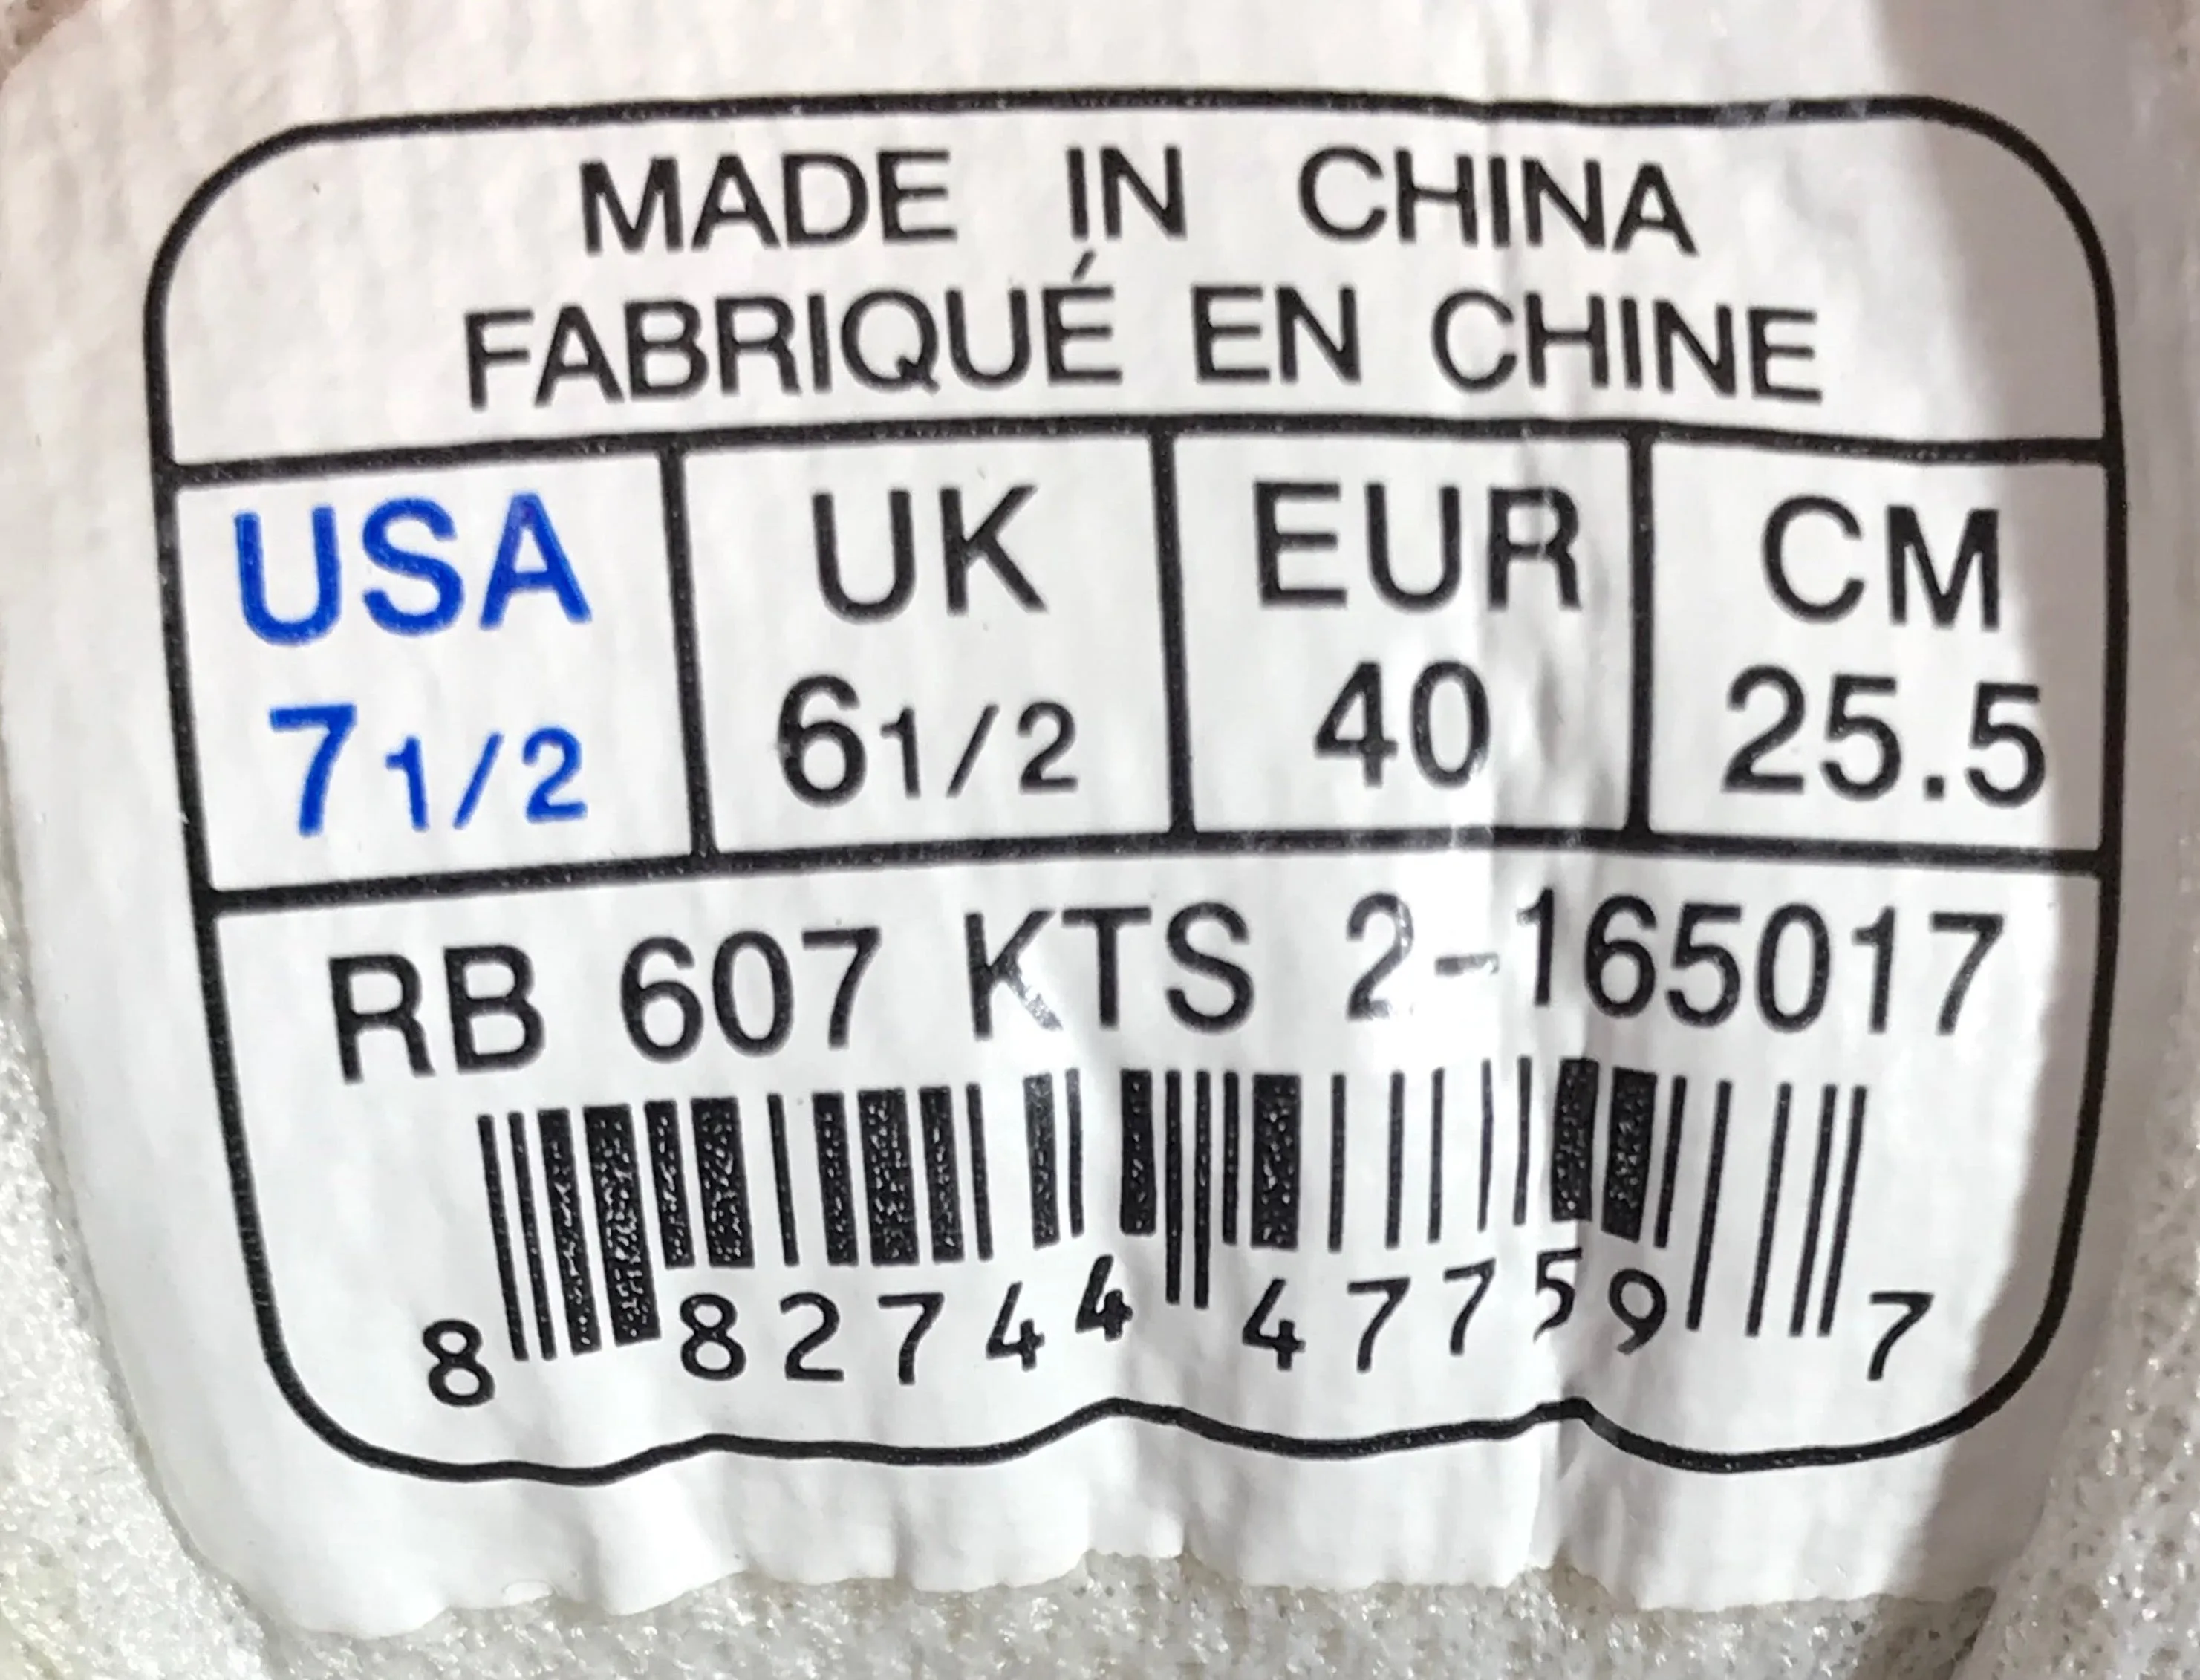 MADE IN CHINA
FABRIQUÉ EN CHINE
USA UK EUR CM
7 1/2 6 1/2 40 25.5
RB 607 KTS 2-165017
8 82744 47759 7